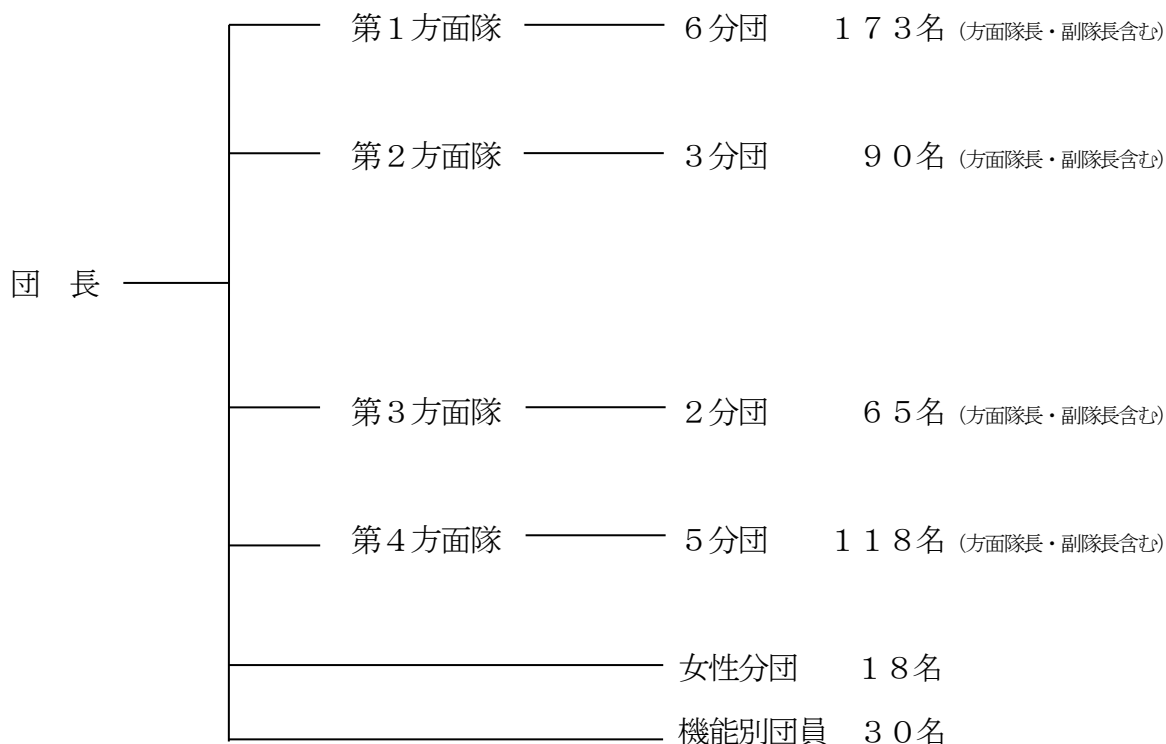 第１方面隊 ６分団 １７３名 (方面隊長・副隊長含む)
第２方面隊 ３分団 ９０名 (方面隊長・副隊長含む)
団　長
第３方面隊 ２分団 ６５名 (方面隊長・副隊長含む)
第４方面隊 ５分団 １１８名 (方面隊長・副隊長含む)
女性分団 １８名
機能別団員 ３０名